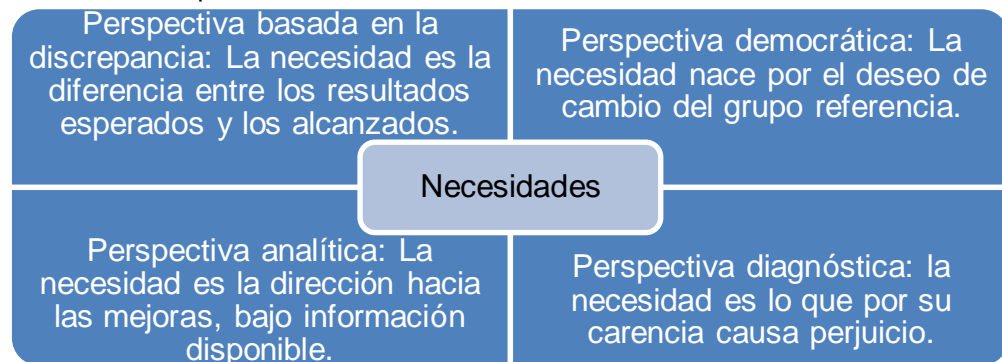 Perspectiva basada en la
discrepancia: La necesidad es la
diferencia entre los resultados
esperados y los alcanzados.
Perspectiva democrática: La
necesidad nace por el deseo de
cambio del grupo referencia.
Necesidades
Perspectiva analítica: La
necesidad es la dirección hacia
las mejoras, bajo información
disponible.
Perspectiva diagnóstica: la
necesidad es lo que por su
carencia causa perjuicio.